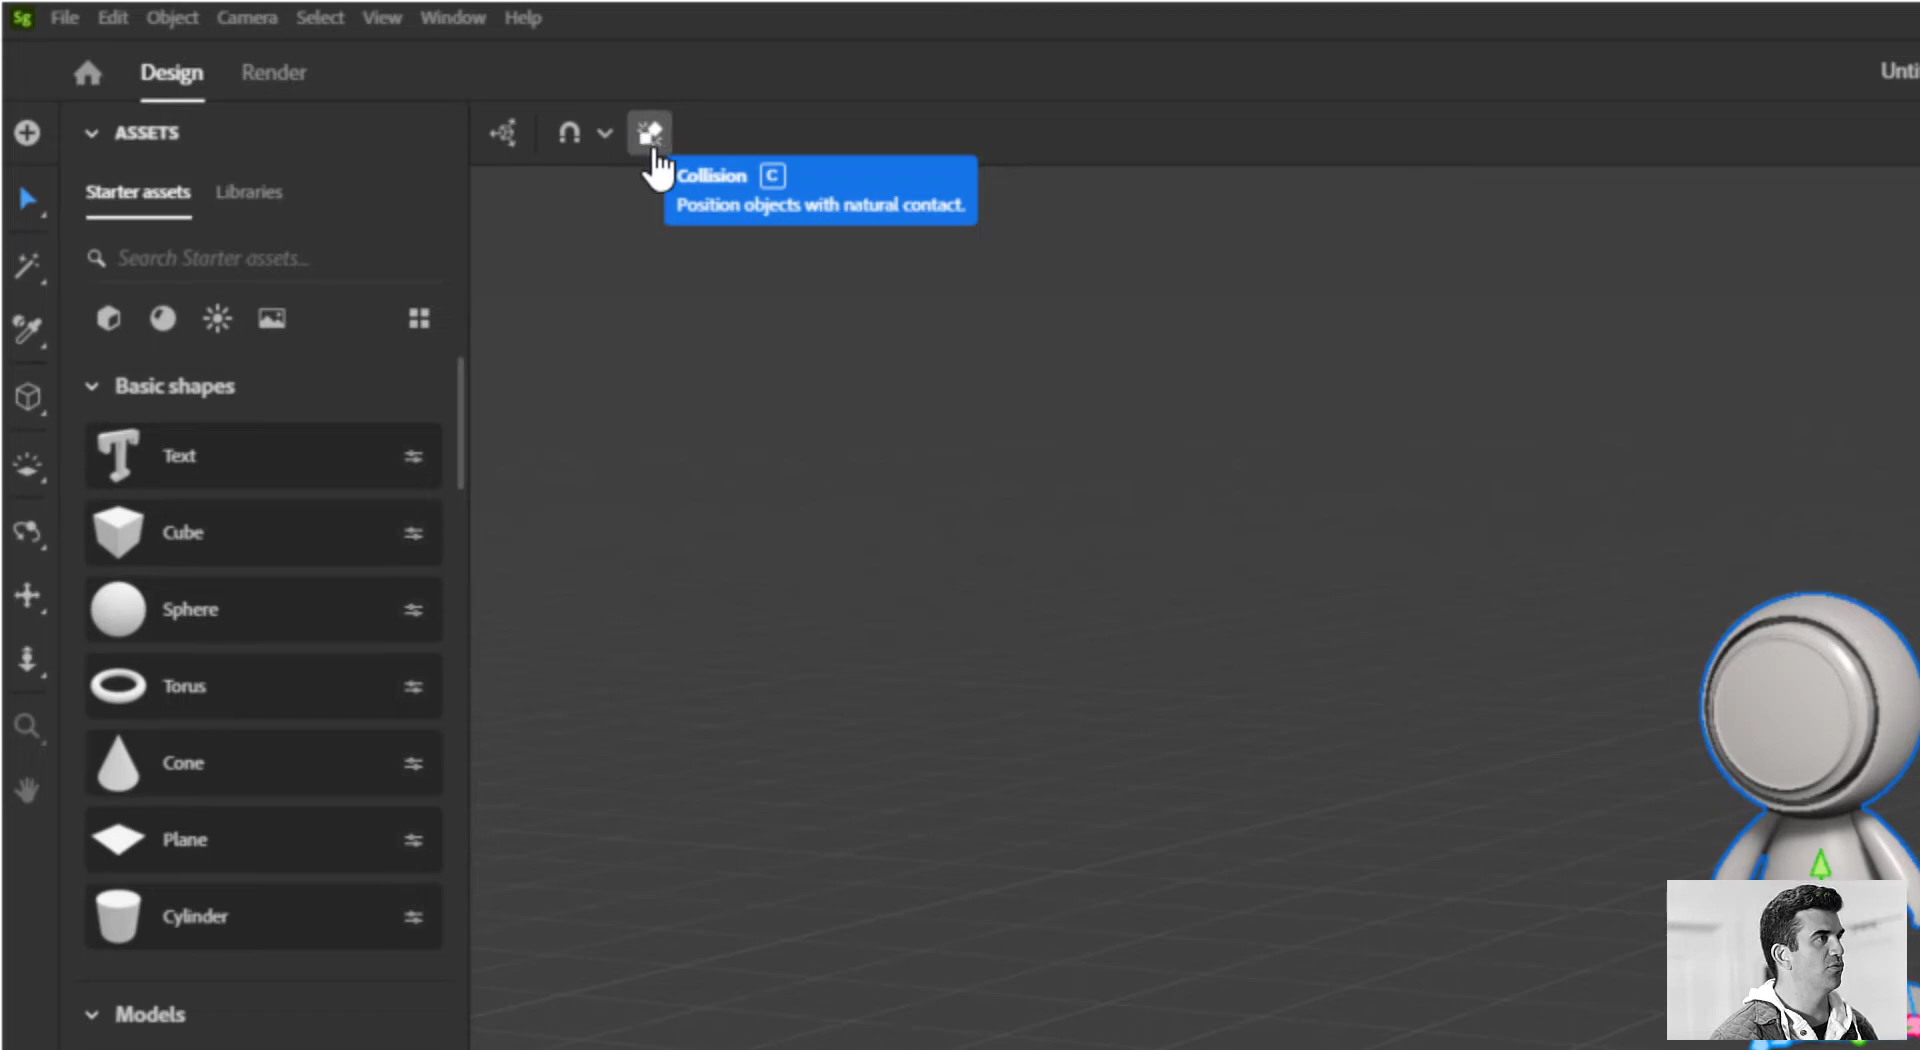 Sg File Edit Object Camera Select View Window Help
Design Render
Unti
ASSETS
Collision C
Position objects with natural contact.
Starter assets Libraries
Search Starter assets...
Basic shapes
Text
Cube
Sphere
Torus
Cone
Plane
Cylinder
Models